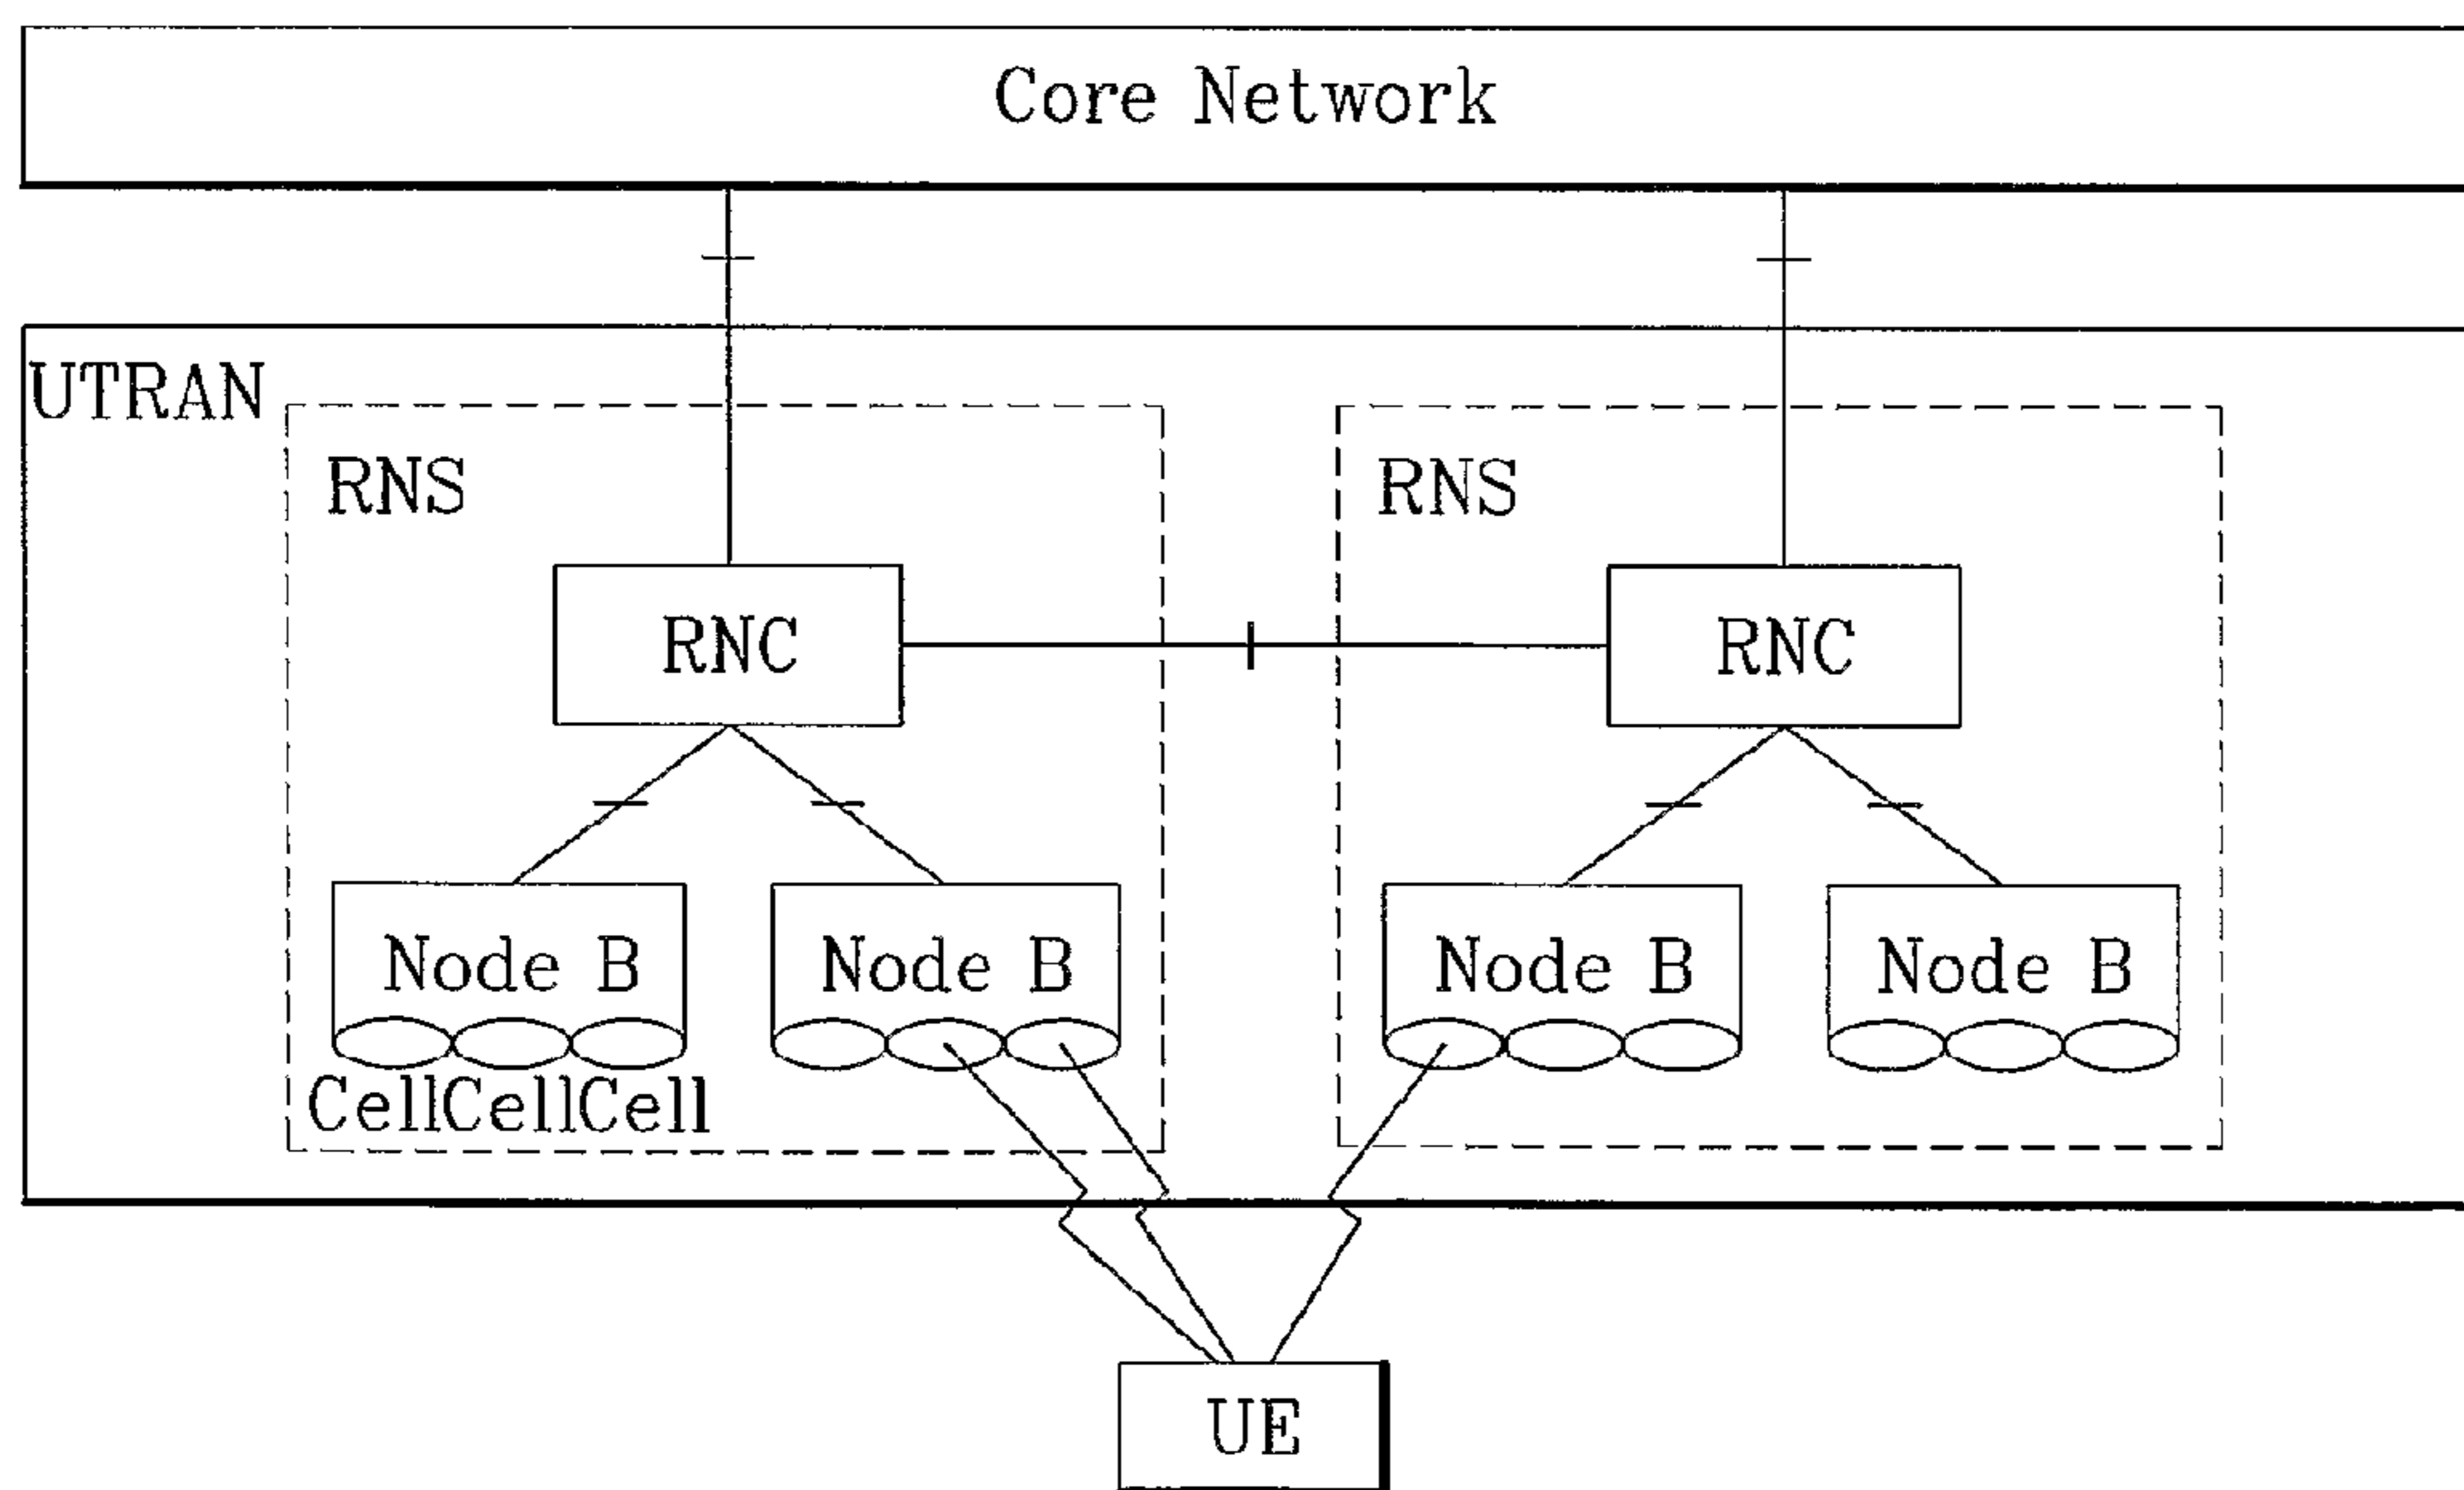 Core Network
UTRAN
RNS
RNS
RNC
RNC
Node B
Node B
Node B
Node B
CellCellCell
UE